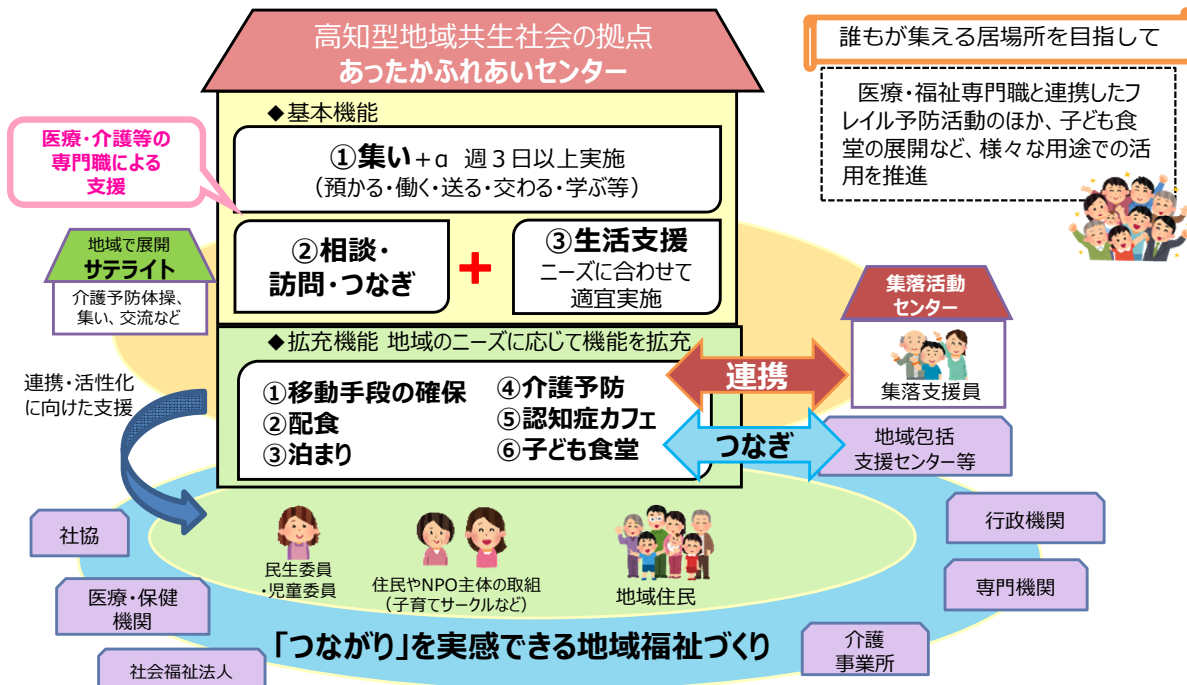 高知型地域共生社会の拠点
あったかふれあいセンター
誰もが集える居場所を目指して
医療・福祉専門職と連携したフ
レイル予防活動のほか、子ども食
堂の展開など、様々な用途での活
用を推進
◆基本機能
医療・介護等の
専門職による
支援
①集い+α 週３日以上実施
（預かる・働く・送る・交わる・学ぶ等）
②相談・
訪問・つなぎ
+
③生活支援
ニーズに合わせて
適宜実施
地域で展開
サテライト
介護予防体操、
集い、交流など
集落活動
センター
集落支援員
◆拡充機能 地域のニーズに応じて機能を拡充
①移動手段の確保
②配食
③泊まり
④介護予防
⑤認知症カフェ
⑥子ども食堂
連携
つなぎ
地域包括
支援センター等
連携・活性化
に向けた支援
社協
医療・保健
機関
社会福祉法人
民生委員
・児童委員
住民やNPO主体の取組
（子育てサークルなど）
地域住民
行政機関
専門機関
介護
事業所
「つながり」を実感できる地域福祉づくり